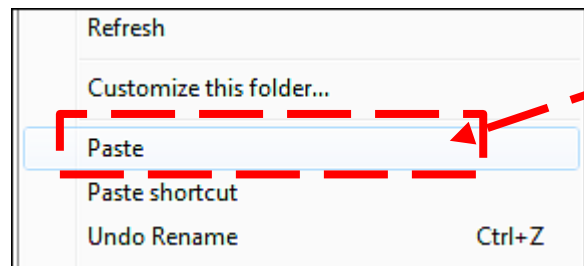 Refresh
Customize this folder...
Paste
Paste shortcut
Undo Rename Ctrl+Z